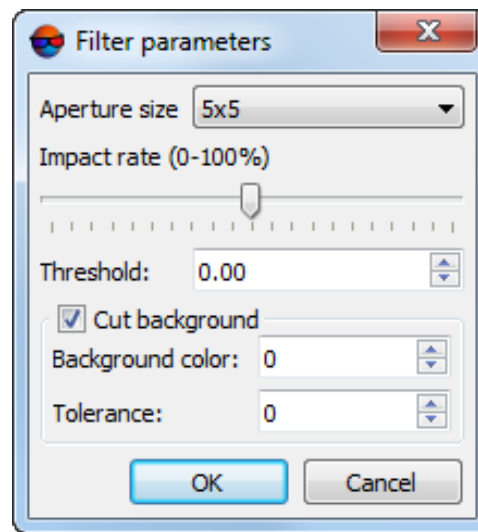 Filter parameters
Aperture size 5x5
Impact rate (0-100%)
Threshold: 0.00
Cut background
Background color: 0
Tolerance: 0
OK Cancel